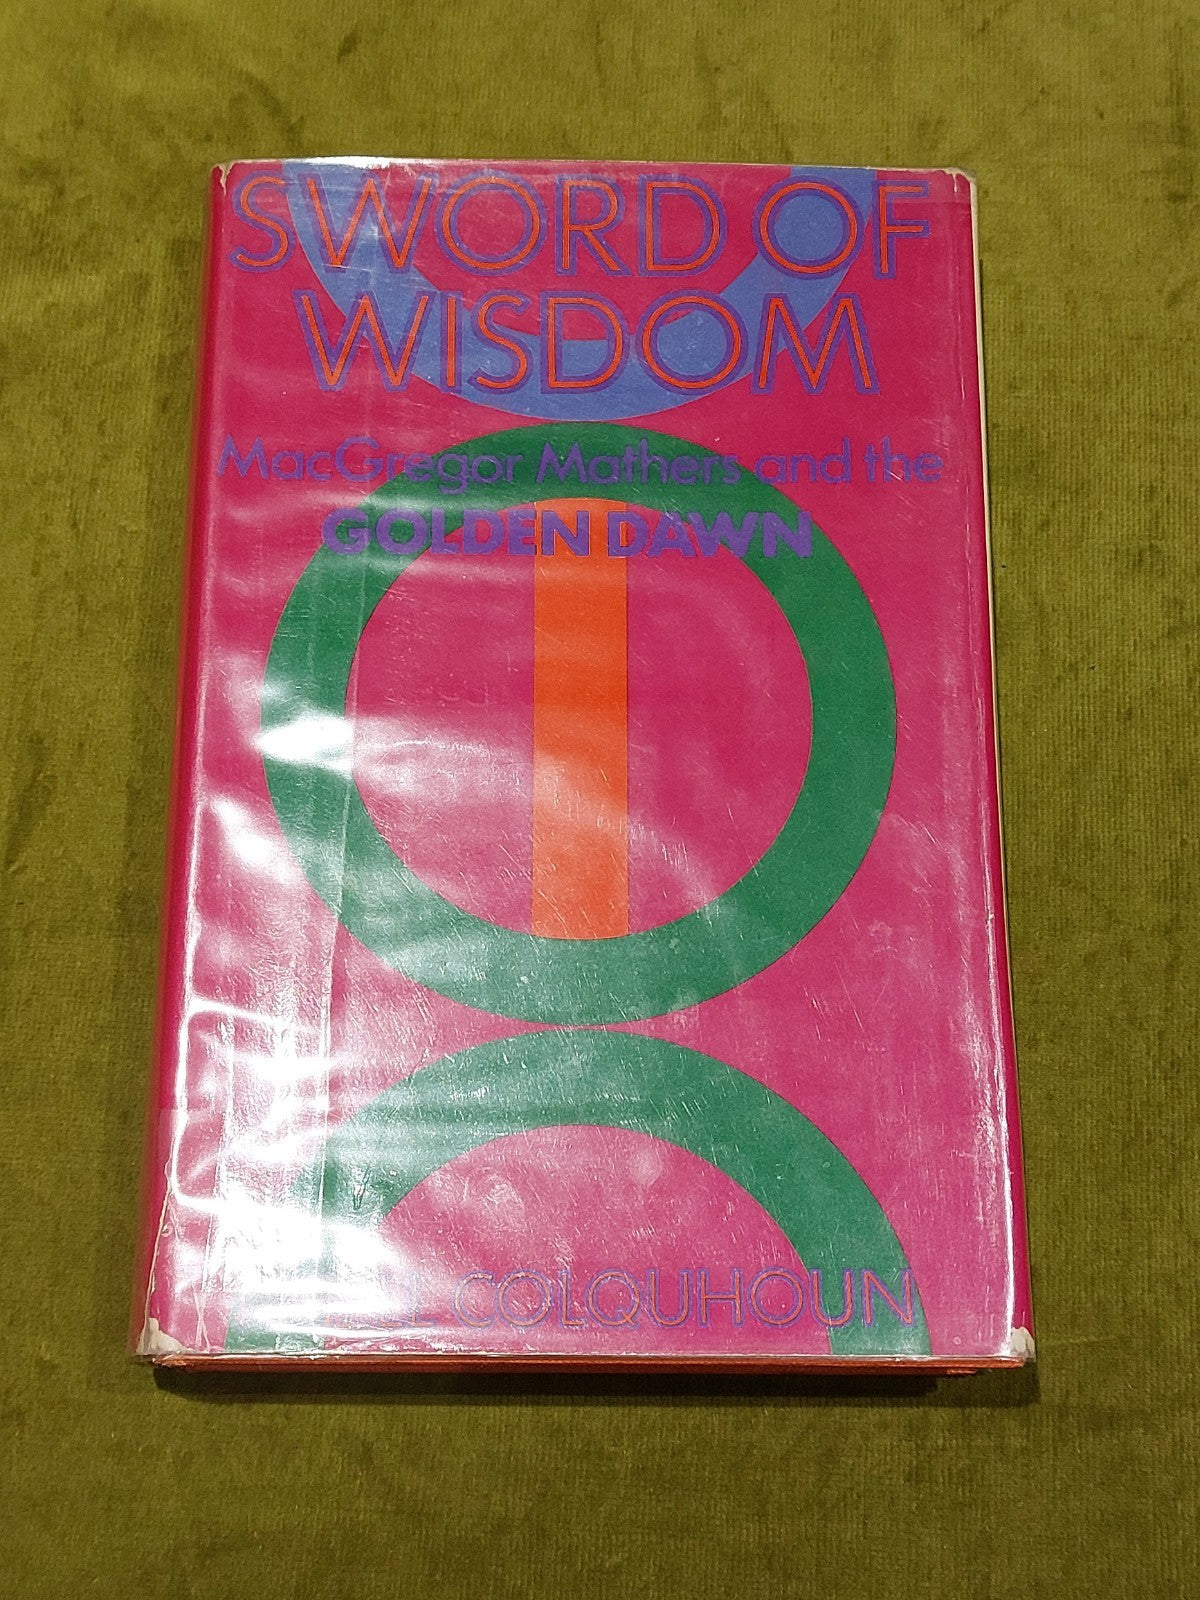 SWORD OF
WISDOM
MacGregor Mathers and the
GOLDEN DAWN
COLQUHOUN